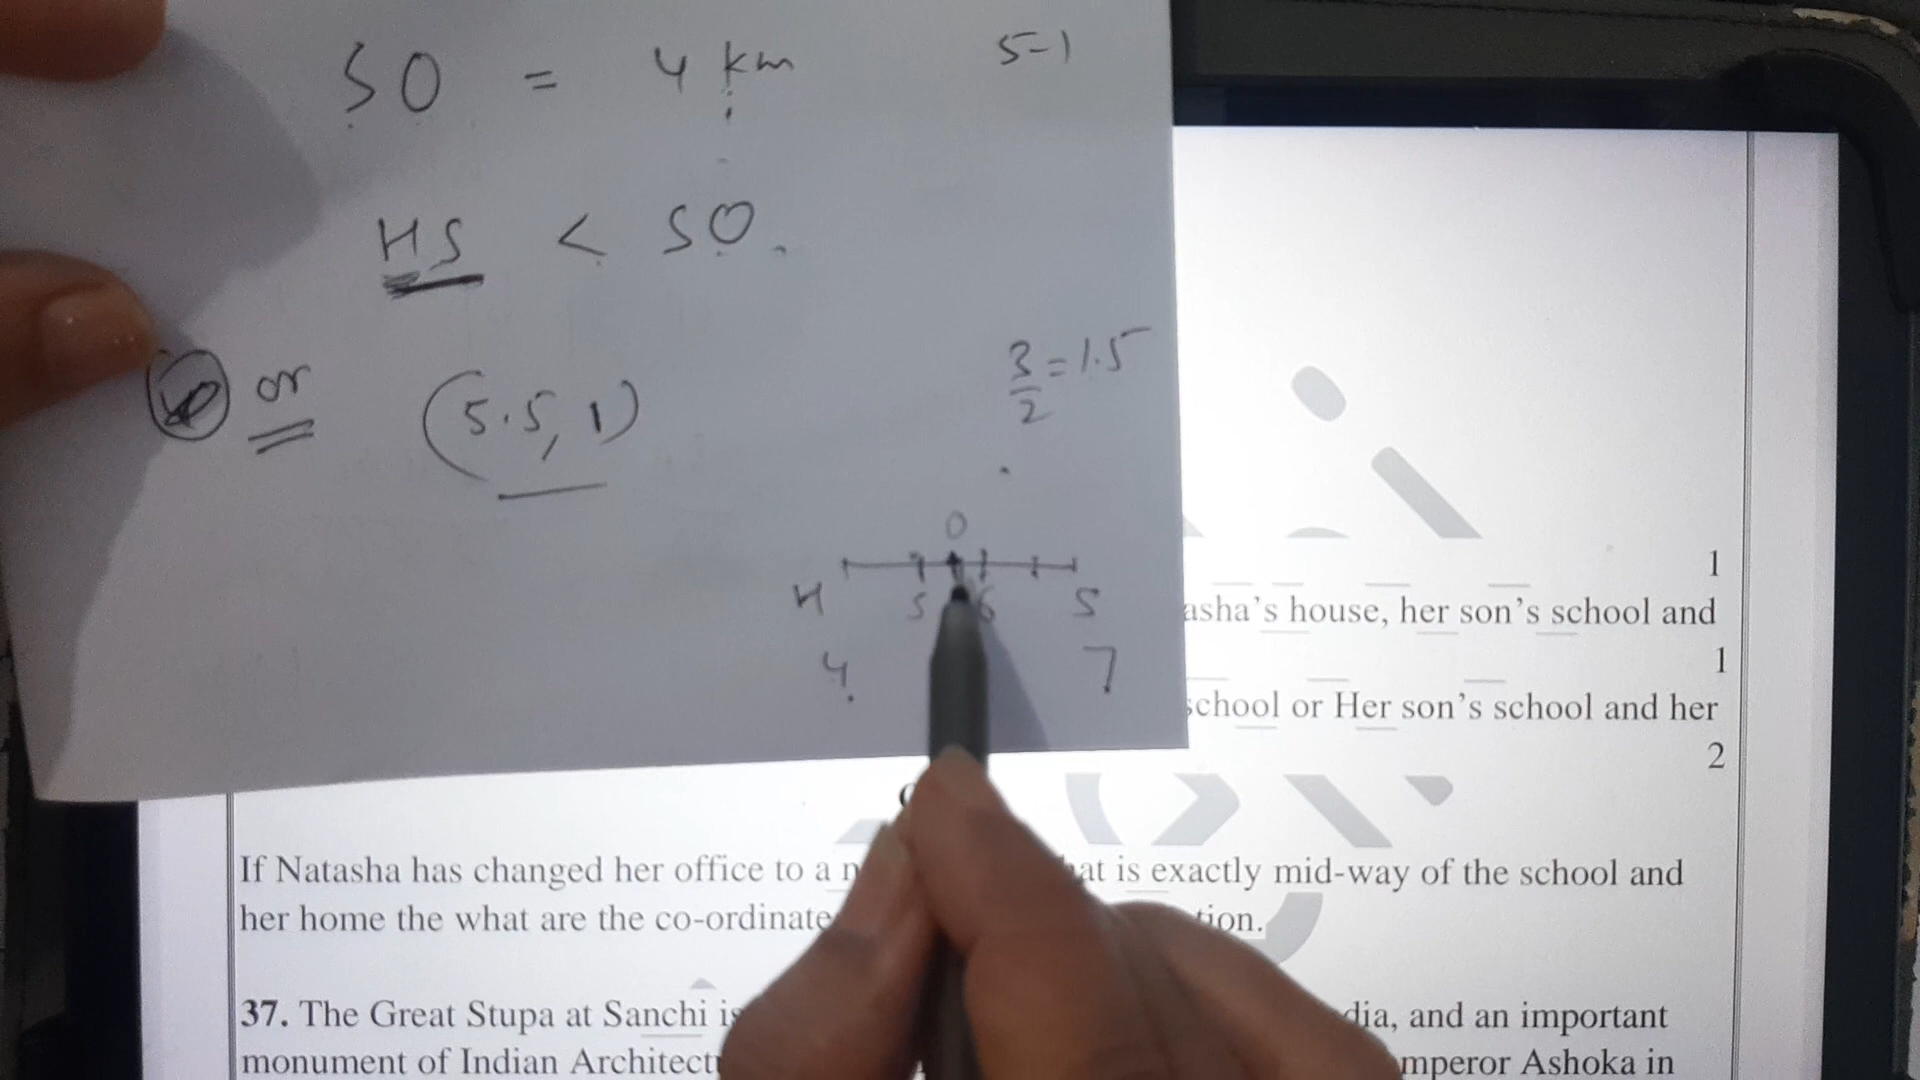 SO = 4 km 5-1
HS < SO.
or (5.5, 1) 3/2 = 1.5
O
H 5 6 S
4 7
1
asha's house, her son's school and
1
school or Her son's school and her
2
If Natasha has changed her office to a at is exactly mid-way of the school and
her home the what are the co-ordinate tion.
37. The Great Stupa at Sanchi is dia, and an important
monument of Indian Architect mperor Ashoka in